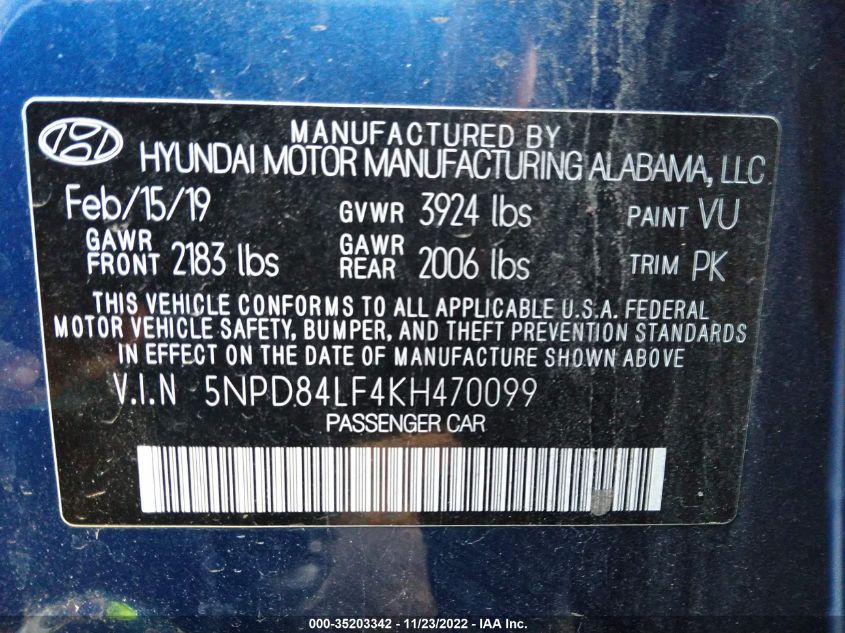 MANUFACTURED BY
HYUNDAI MOTOR MANUFACTURING ALABAMA, LLC
Feb/15/19 GVWR 3924 lbs PAINT VU
GAWR FRONT 2183 lbs GAWR REAR 2006 lbs TRIM PK
THIS VEHICLE CONFORMS TO ALL APPLICABLE U.S.A. FEDERAL
MOTOR VEHICLE SAFETY, BUMPER, AND THEFT PREVENTION STANDARDS
IN EFFECT ON THE DATE OF MANUFACTURE SHOWN ABOVE
V.I.N 5NPD84LF4KH470099
PASSENGER CAR
000-35203342 - 11/23/2022 - IAA Inc.